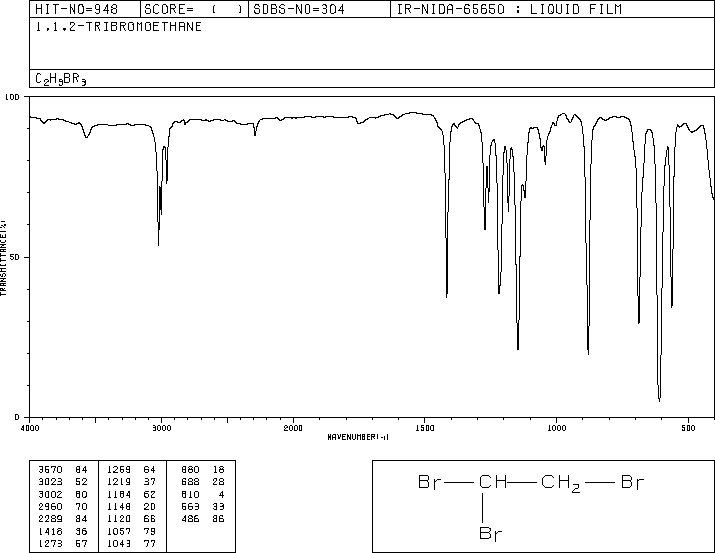 HIT-NO=948 SCORE= ( ) SDBS-NO=304 IR-NIDA-65650 : LIQUID FILM
1,1,2-TRIBROMOETHANE
C2H3BR3
100
TRANSMITTANCE(%)
50
0
4000 3000 2000 1500 1000 500
WAVENUMBER(-1)
3570 84 1259 64 880 18
3023 52 1219 37 688 28
3002 60 1184 62 610 4
2960 70 1148 20 563 33
2289 84 1120 66 486 86
1418 36 1057 79
1273 57 1043 77
Br CH CH2 Br
Br